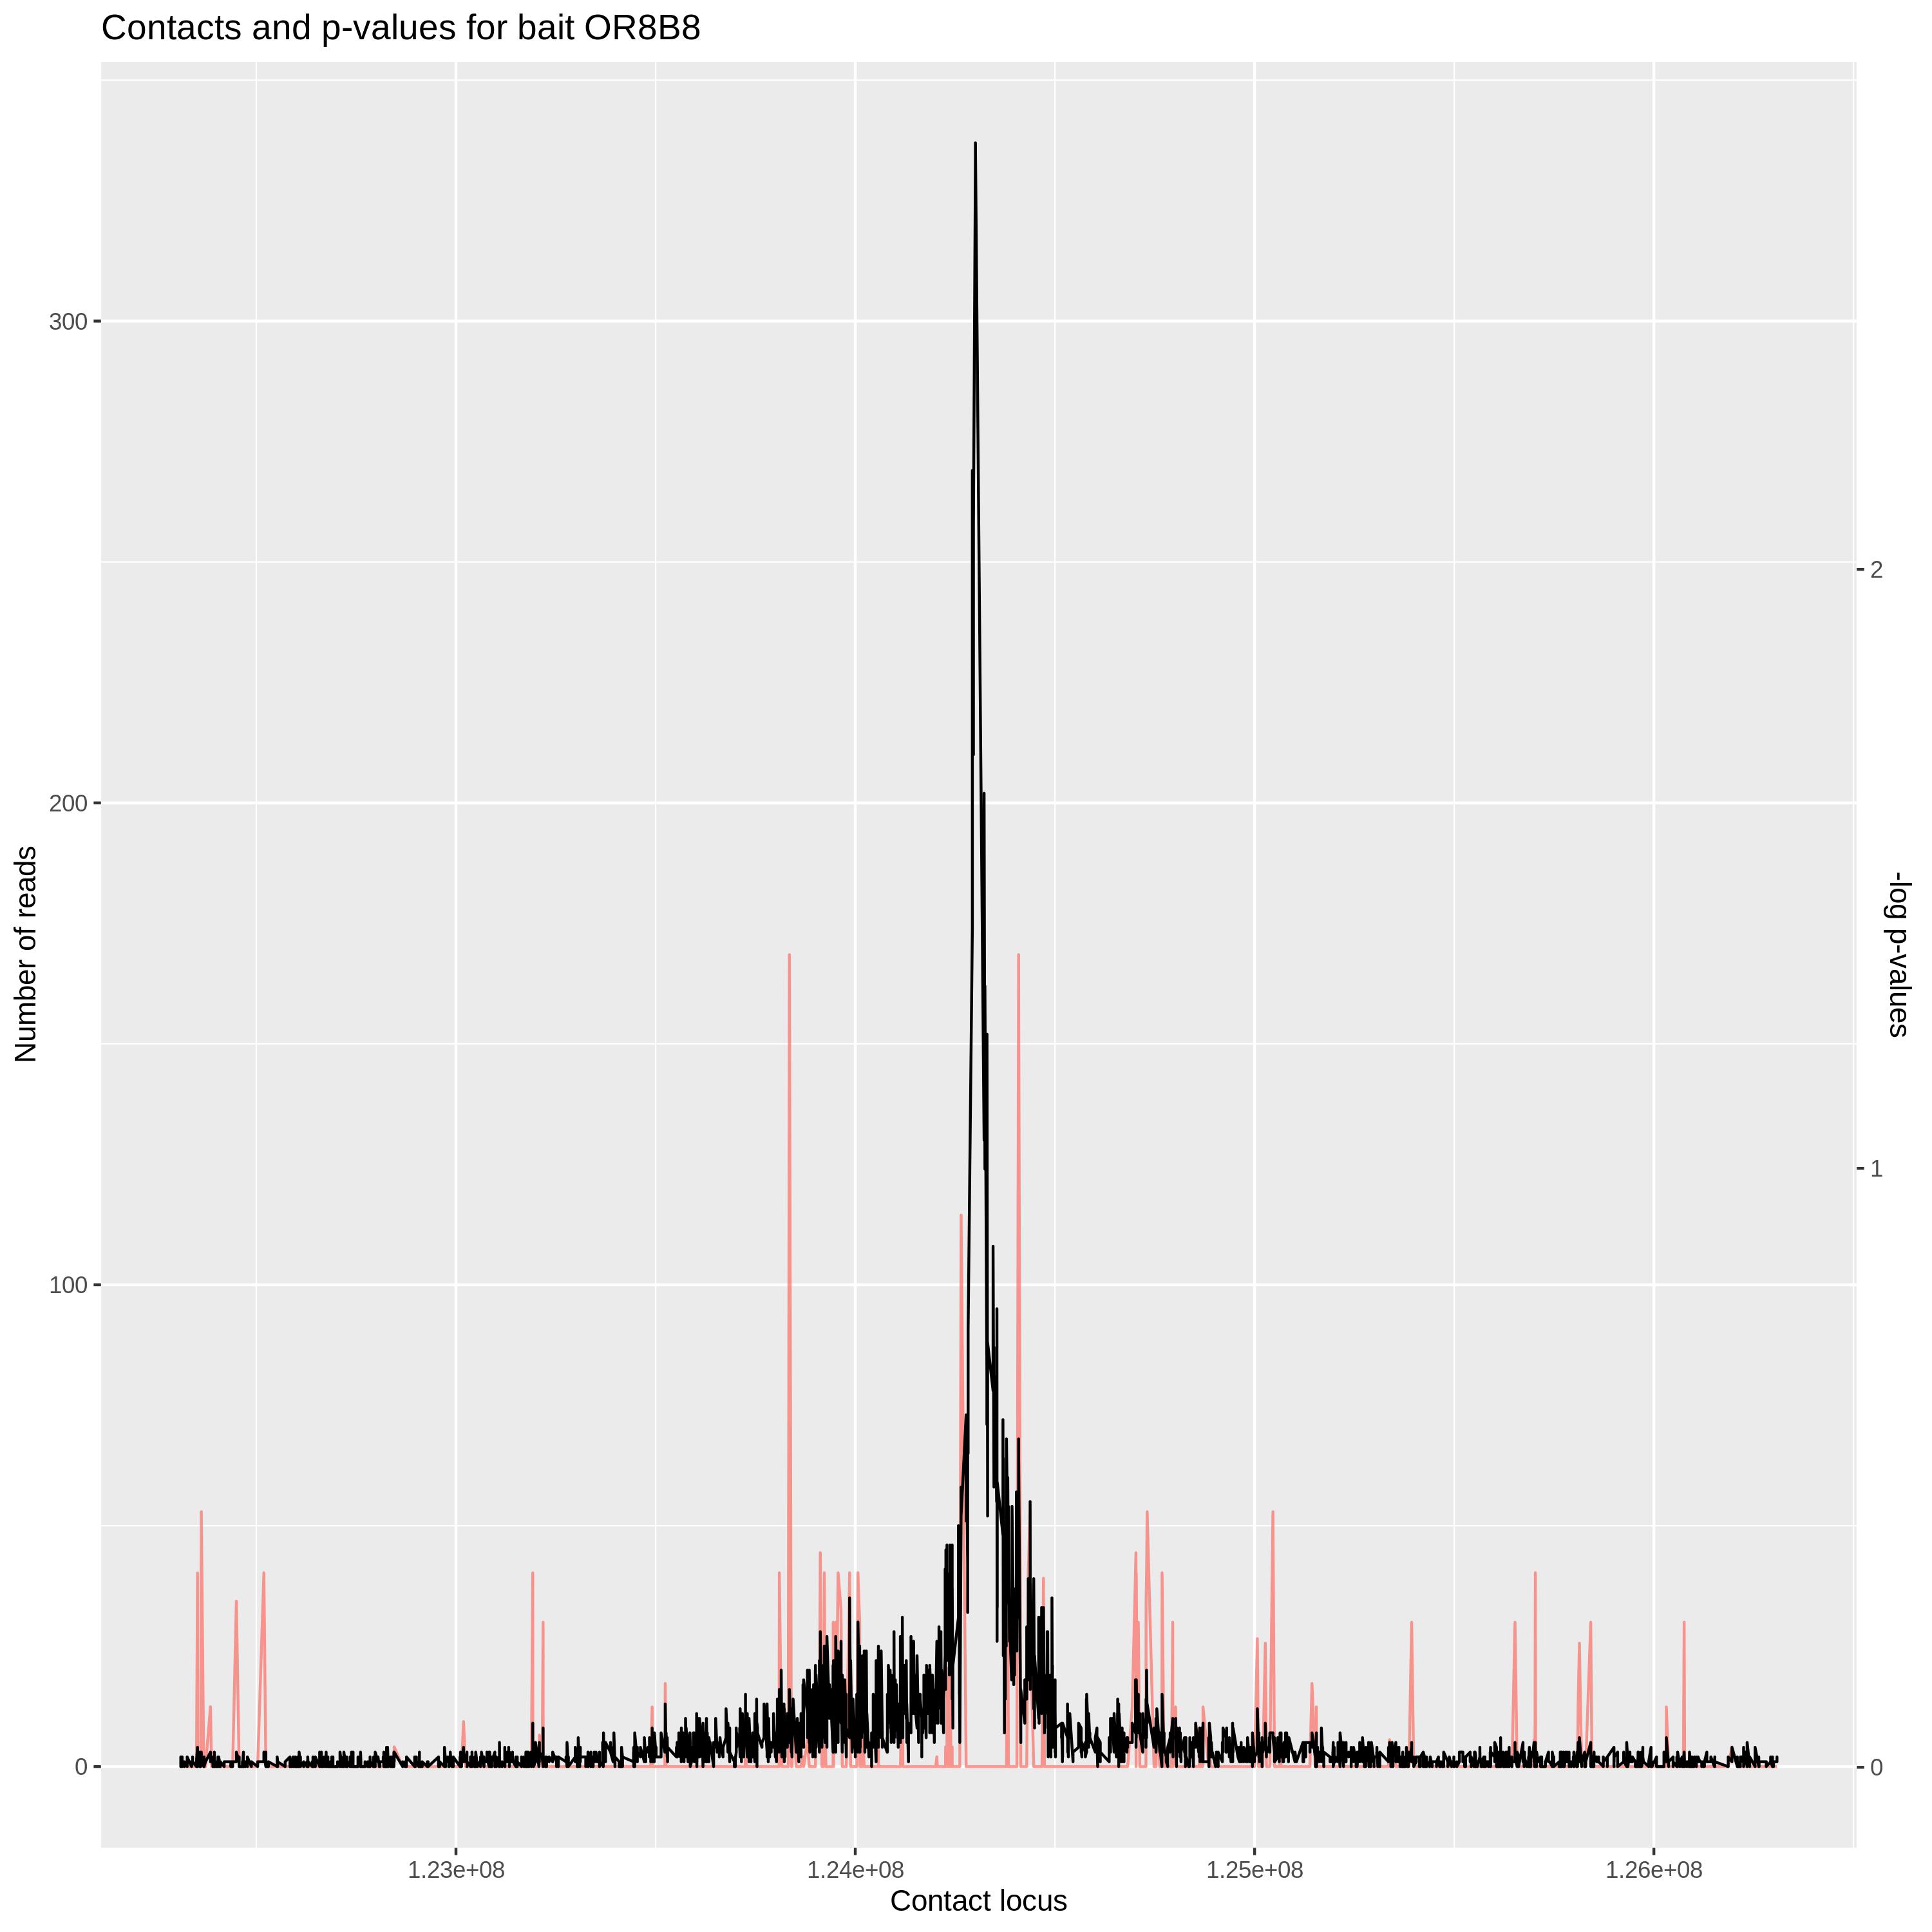 Contacts and p-values for bait OR8B8
300
200
100
0
Number of reads
2
1
0
-log p-values
1.23e+08
1.24e+08
1.25e+08
1.26e+08
Contact locus